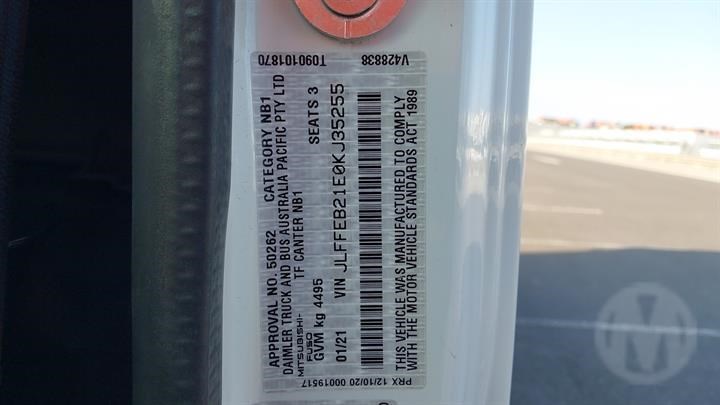 T090101870 V428838
APPROVAL NO. 50262 CATEGORY NB1
DAIMLER TRUCK AND BUS AUSTRALIA PACIFIC PTY LTD
MITSUBISHI-FUSO TF CANTER NB1
GVM kg 4495 SEATS 3
01/21 VIN JLFFEB21E0KJ35255
THIS VEHICLE WAS MANUFACTURED TO COMPLY
WITH THE MOTOR VEHICLE STANDARDS ACT 1989
PRX 12/10/20 00019517
M